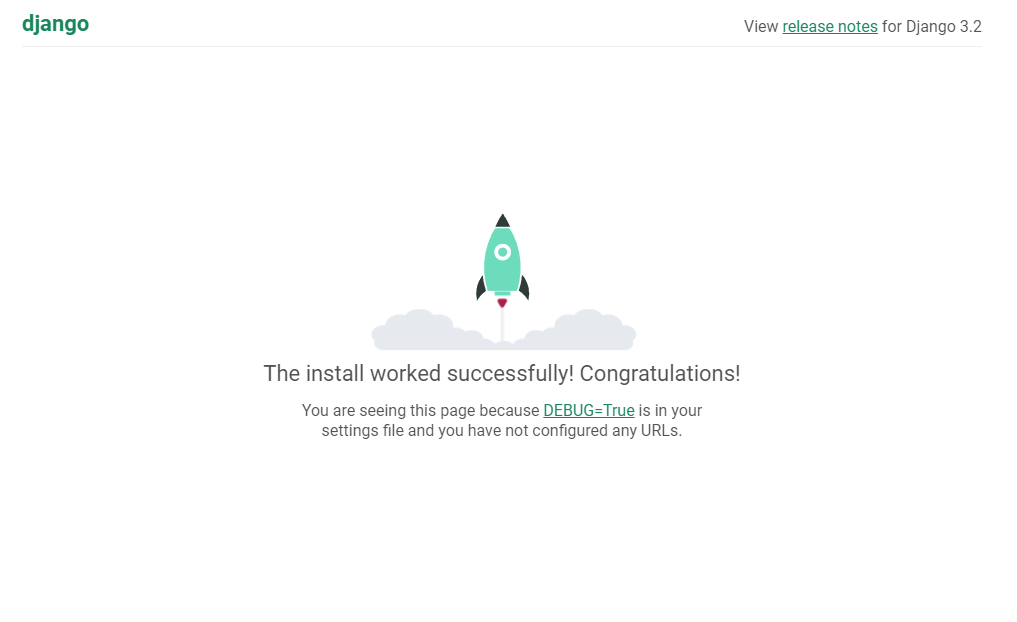 django
View release notes for Django 3.2
The install worked successfully! Congratulations!
You are seeing this page because DEBUG=True is in your
settings file and you have not configured any URLs.